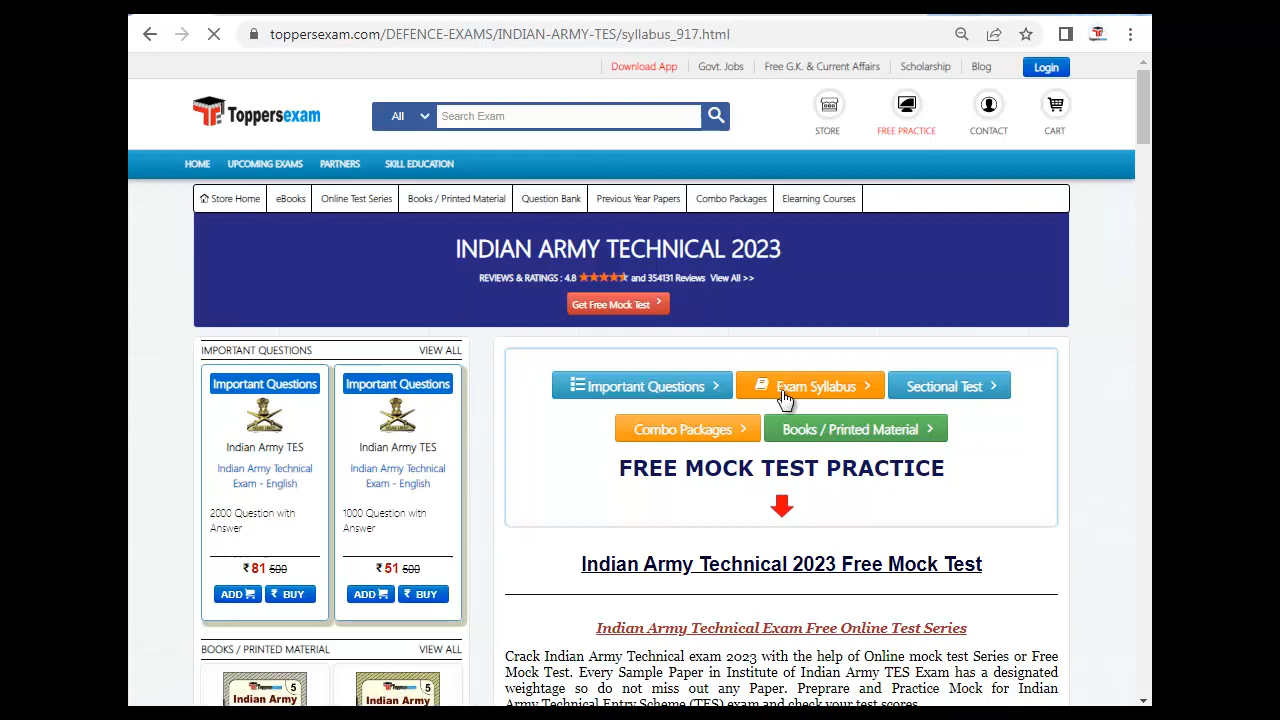 toppersexam.com/DEFENCE-EXAMS/INDIAN-ARMY-TES/syllabus_917.html
Download App Govt. Jobs Free G.K. & Current Affairs Scholarship Blog Login
Toppersexam All Search Exam
STORE FREE PRACTICE CONTACT CART
HOME UPCOMING EXAMS PARTNERS SKILL EDUCATION
Store Home eBooks Online Test Series Books / Printed Material Question Bank Previous Year Papers Combo Packages Elearning Courses
INDIAN ARMY TECHNICAL 2023
REVIEWS & RATINGS : 4.8 and 354131 Reviews View All >>
Get Free Mock Test
IMPORTANT QUESTIONS VIEW ALL
Important Questions
Indian Army TES
Indian Army Technical
Exam - English
2000 Question with
Answer
₹ 81 500
ADD ₹ BUY
Important Questions
Indian Army TES
Indian Army Technical
Exam - English
1000 Question with
Answer
₹ 51 500
ADD ₹ BUY
BOOKS / PRINTED MATERIAL VIEW ALL
Toppersexam 5
Indian Army
Toppersexam 5
Indian Army
Important Questions Exam Syllabus Sectional Test
Combo Packages Books / Printed Material
FREE MOCK TEST PRACTICE
Indian Army Technical 2023 Free Mock Test
Indian Army Technical Exam Free Online Test Series
Crack Indian Army Technical exam 2023 with the help of Online mock test Series or Free
Mock Test. Every Sample Paper in Institute of Indian Army TES Exam has a designated
weightage so do not miss out any Paper. Preprare and Practice Mock for Indian
Army Technical Entry Scheme (TES) exam and check your test scores.